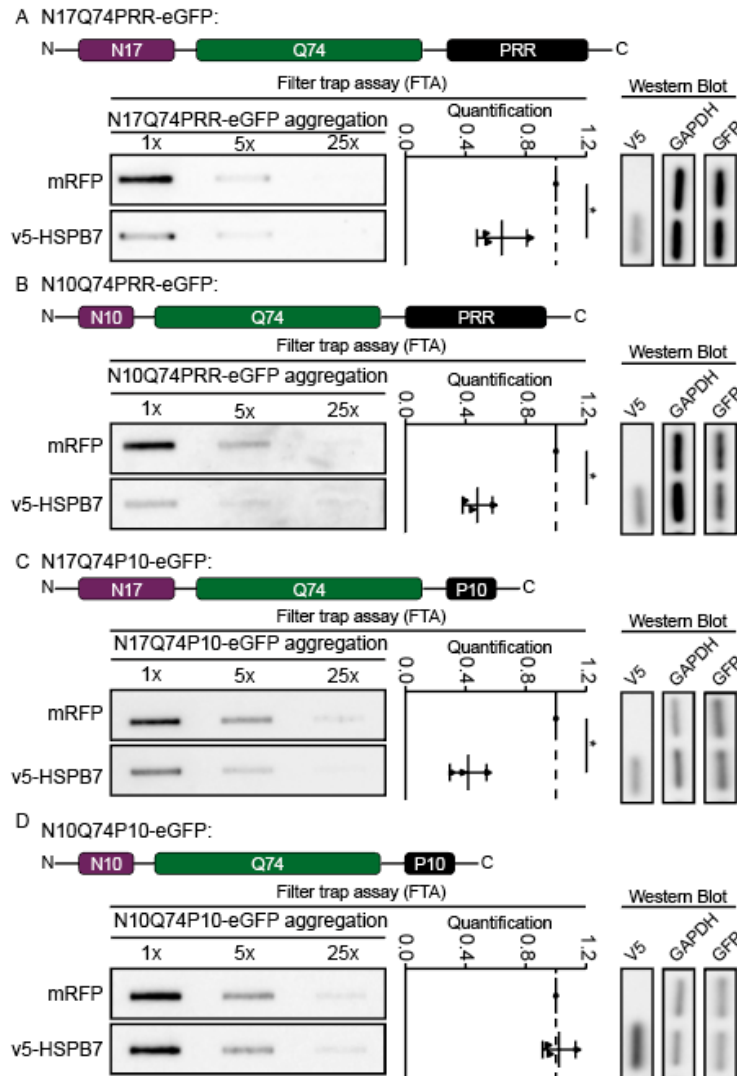 A N17Q74PRR-eGFP:
N N17 Q74 PRR C
Filter trap assay (FTA) Western Blot
N17Q74PRR-eGFP aggregation Quantification
1x 5x 25x 0.0 0.4 0.8 1.2 V5 GAPDH GFP
mRFP
*
v5-HSPB7
B N10Q74PRR-eGFP:
N N10 Q74 PRR C
Filter trap assay (FTA) Western Blot
N10Q74PRR-eGFP aggregation Quantification
1x 5x 25x 0.0 0.4 0.8 1.2 V5 GAPDH GFP
mRFP
*
v5-HSPB7
C N17Q74P10-eGFP:
N N17 Q74 P10 C
Filter trap assay (FTA) Western Blot
N17Q74P10-eGFP aggregation Quantification
1x 5x 25x 0.0 0.4 0.8 1.2 V5 GAPDH GFP
mRFP
*
v5-HSPB7
D N10Q74P10-eGFP:
N N10 Q74 P10 C
Filter trap assay (FTA) Western Blot
N10Q74P10-eGFP aggregation Quantification
1x 5x 25x 0.0 0.4 0.8 1.2 V5 GAPDH GFP
mRFP
v5-HSPB7